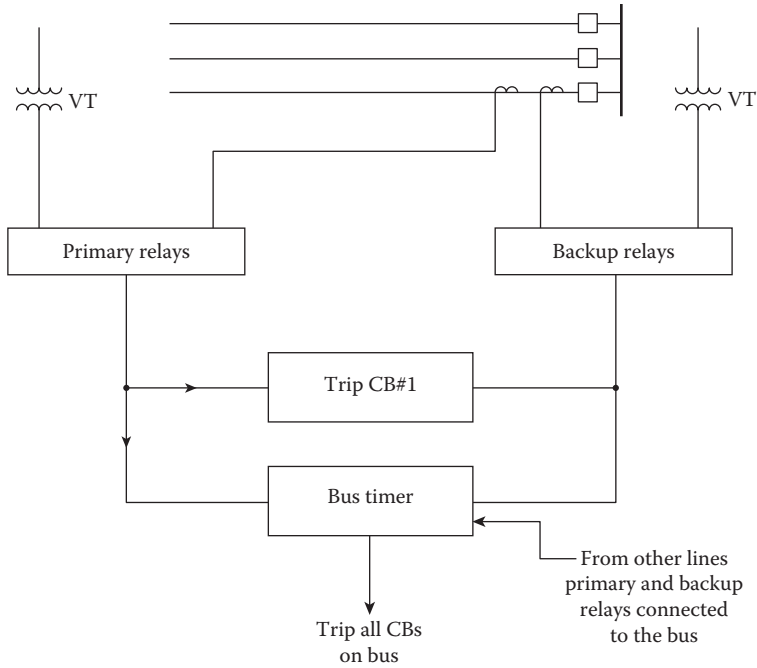 VT
VT
Primary relays
Backup relays
Trip CB#1
Bus timer
From other lines
primary and backup
relays connected
to the bus
Trip all CBs
on bus